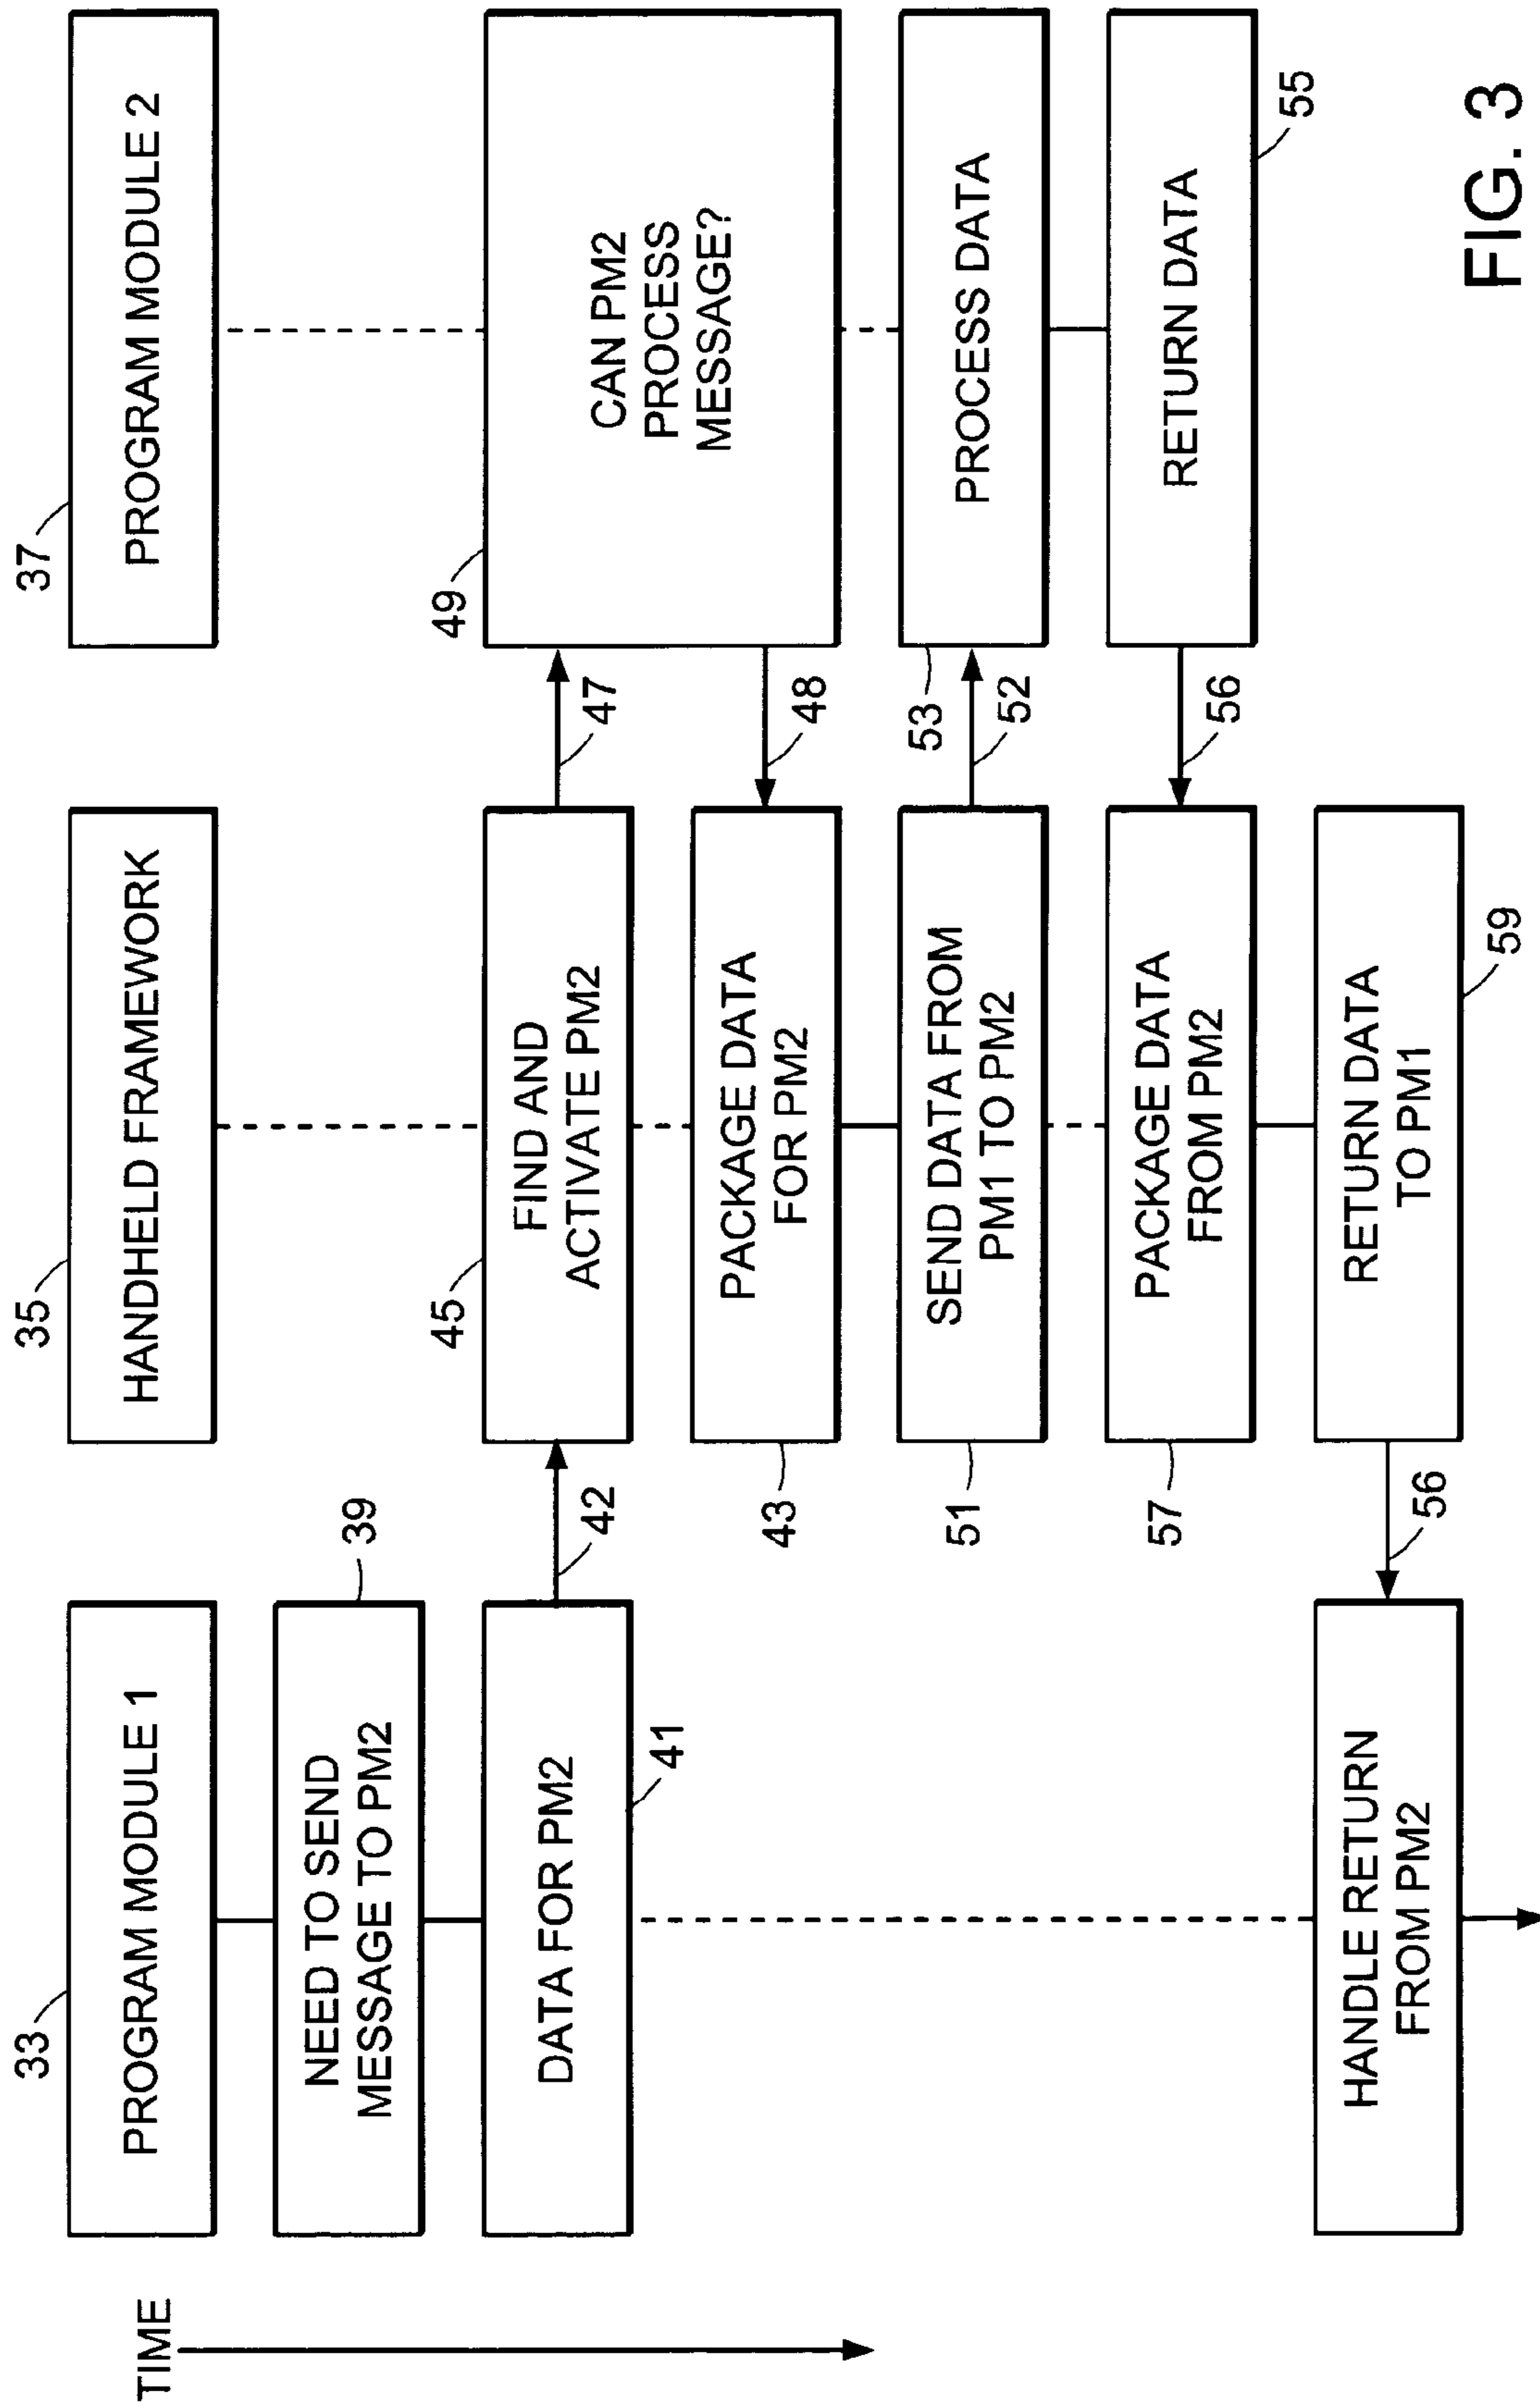 TIME
33
PROGRAM MODULE 1
35
HANDHELD FRAMEWORK
37
PROGRAM MODULE 2
NEED TO SEND
MESSAGE TO PM2
39
DATA FOR PM2
41
42
45
FIND AND
ACTIVATE PM2
47
49
CAN PM2
PROCESS
MESSAGE?
PACKAGE DATA
FOR PM2
43
48
SEND DATA FROM
PM1 TO PM2
51
52
53
PROCESS DATA
PACKAGE DATA
FROM PM2
57
56
RETURN DATA
55
HANDLE RETURN
FROM PM2
56
RETURN DATA
TO PM1
59
FIG. 3